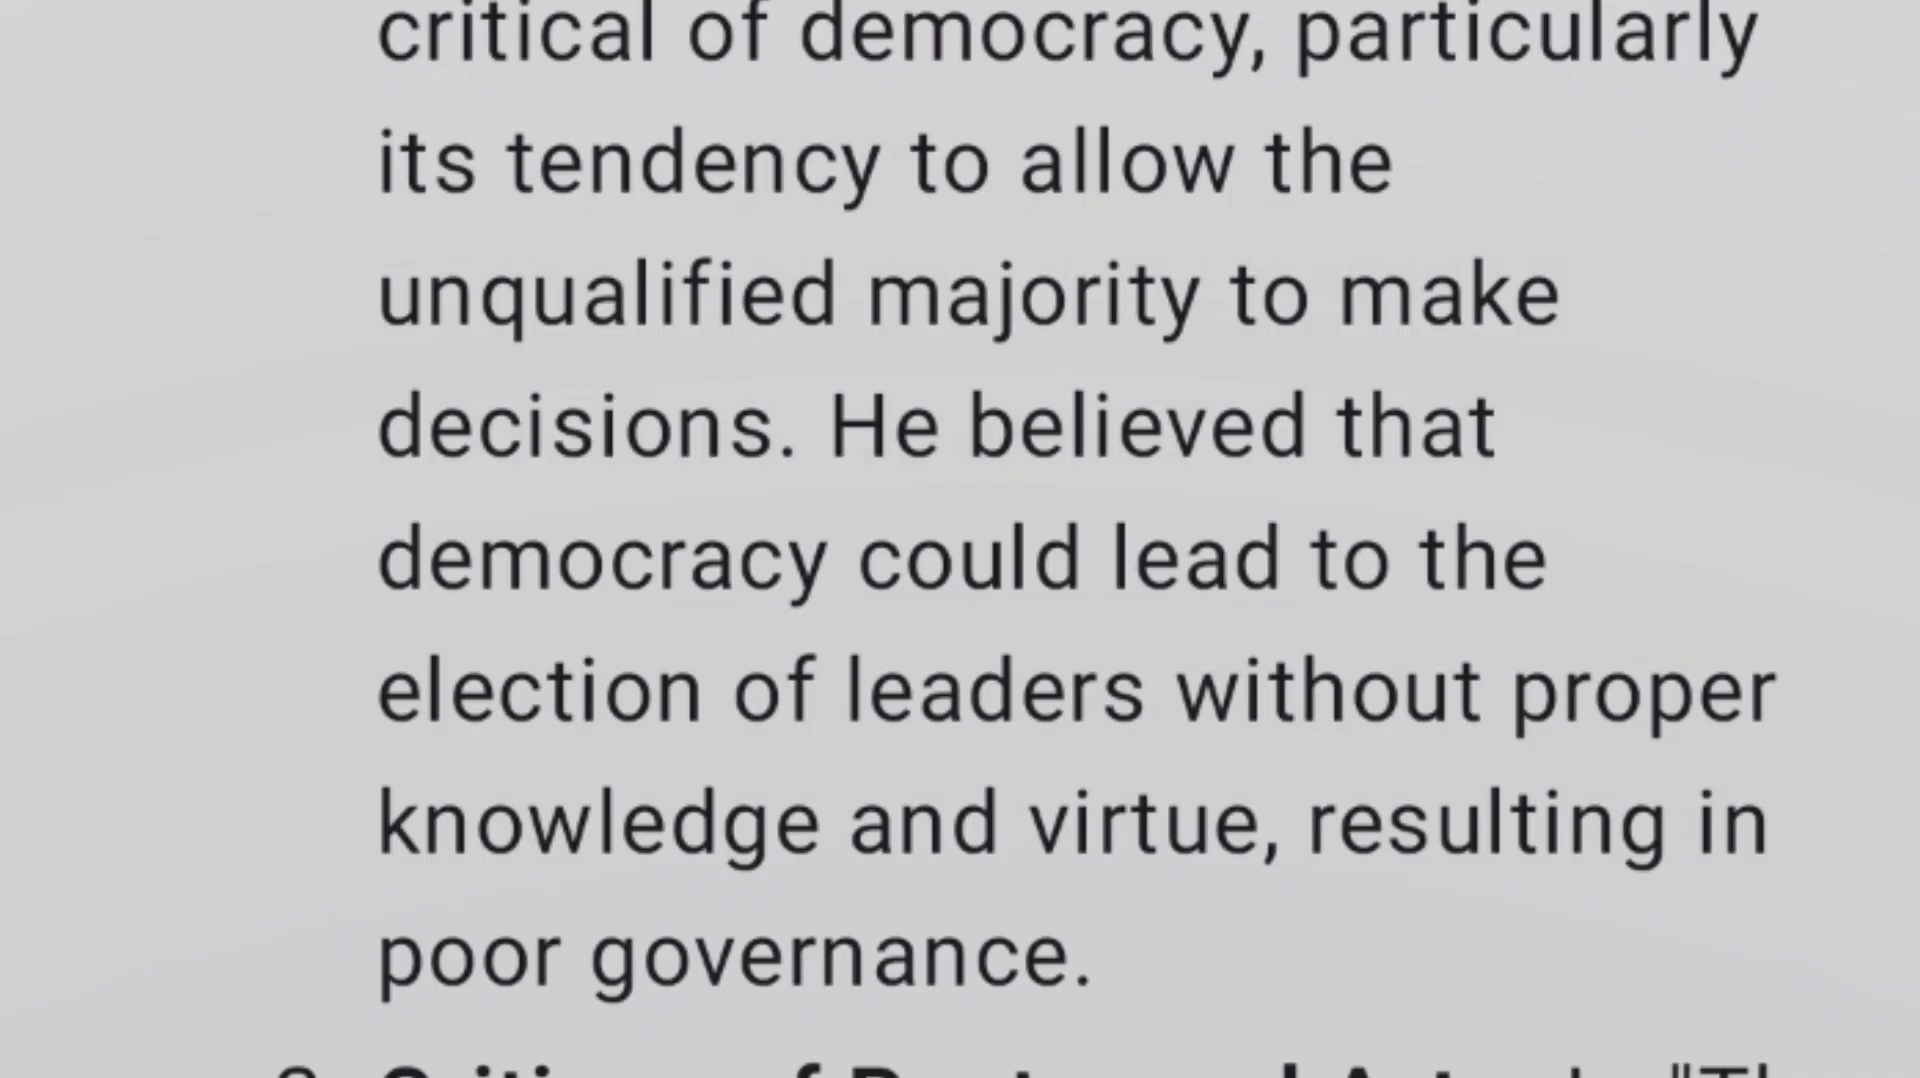 critical of democracy, particularly
its tendency to allow the
unqualified majority to make
decisions. He believed that
democracy could lead to the
election of leaders without proper
knowledge and virtue, resulting in
poor governance.